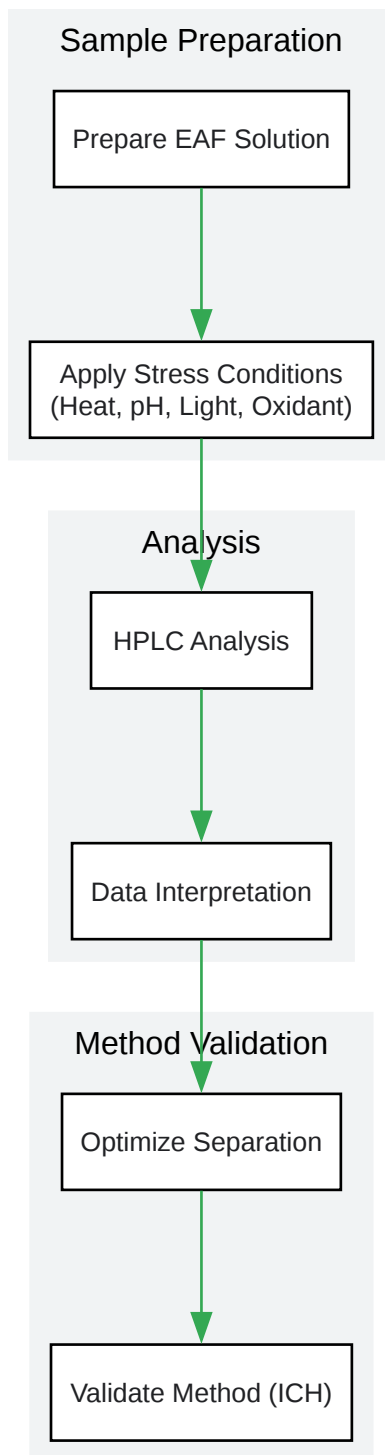 Sample Preparation
Prepare EAF Solution
Apply Stress Conditions
(Heat, pH, Light, Oxidant)
Analysis
HPLC Analysis
Data Interpretation
Method Validation
Optimize Separation
Validate Method (ICH)